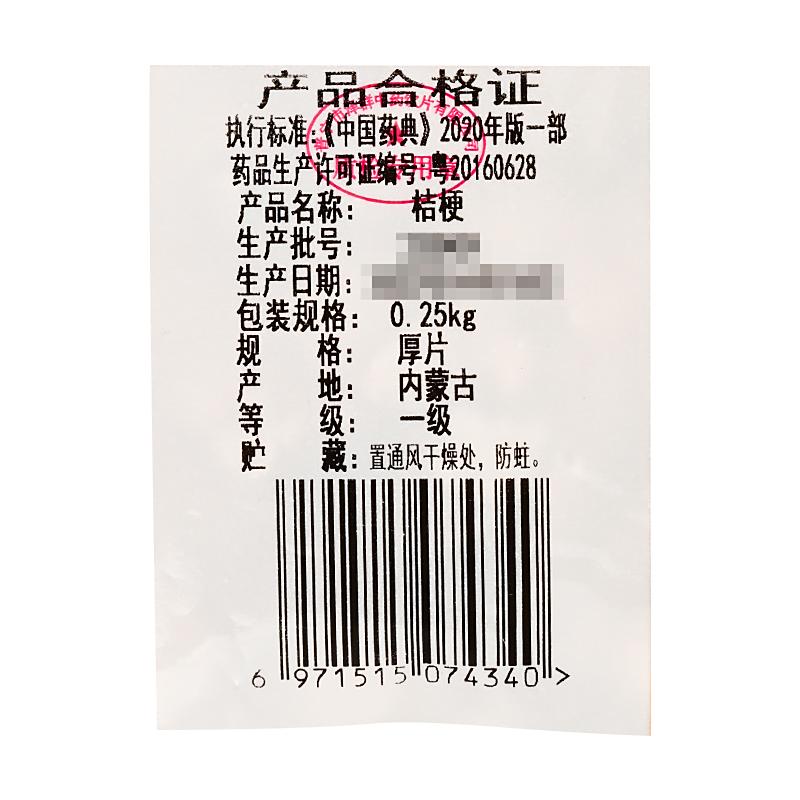 产品合格证
执行标准:《中国药典》2020年版一部
药品生产许可证编号 粤20160628
产品名称: 桔梗
生产批号:
生产日期:
包装规格: 0.25kg
规 格: 厚片
产 地: 内蒙古
等 级: 一级
贮 藏: 置通风干燥处，防蛀。
6 971515 074340 >